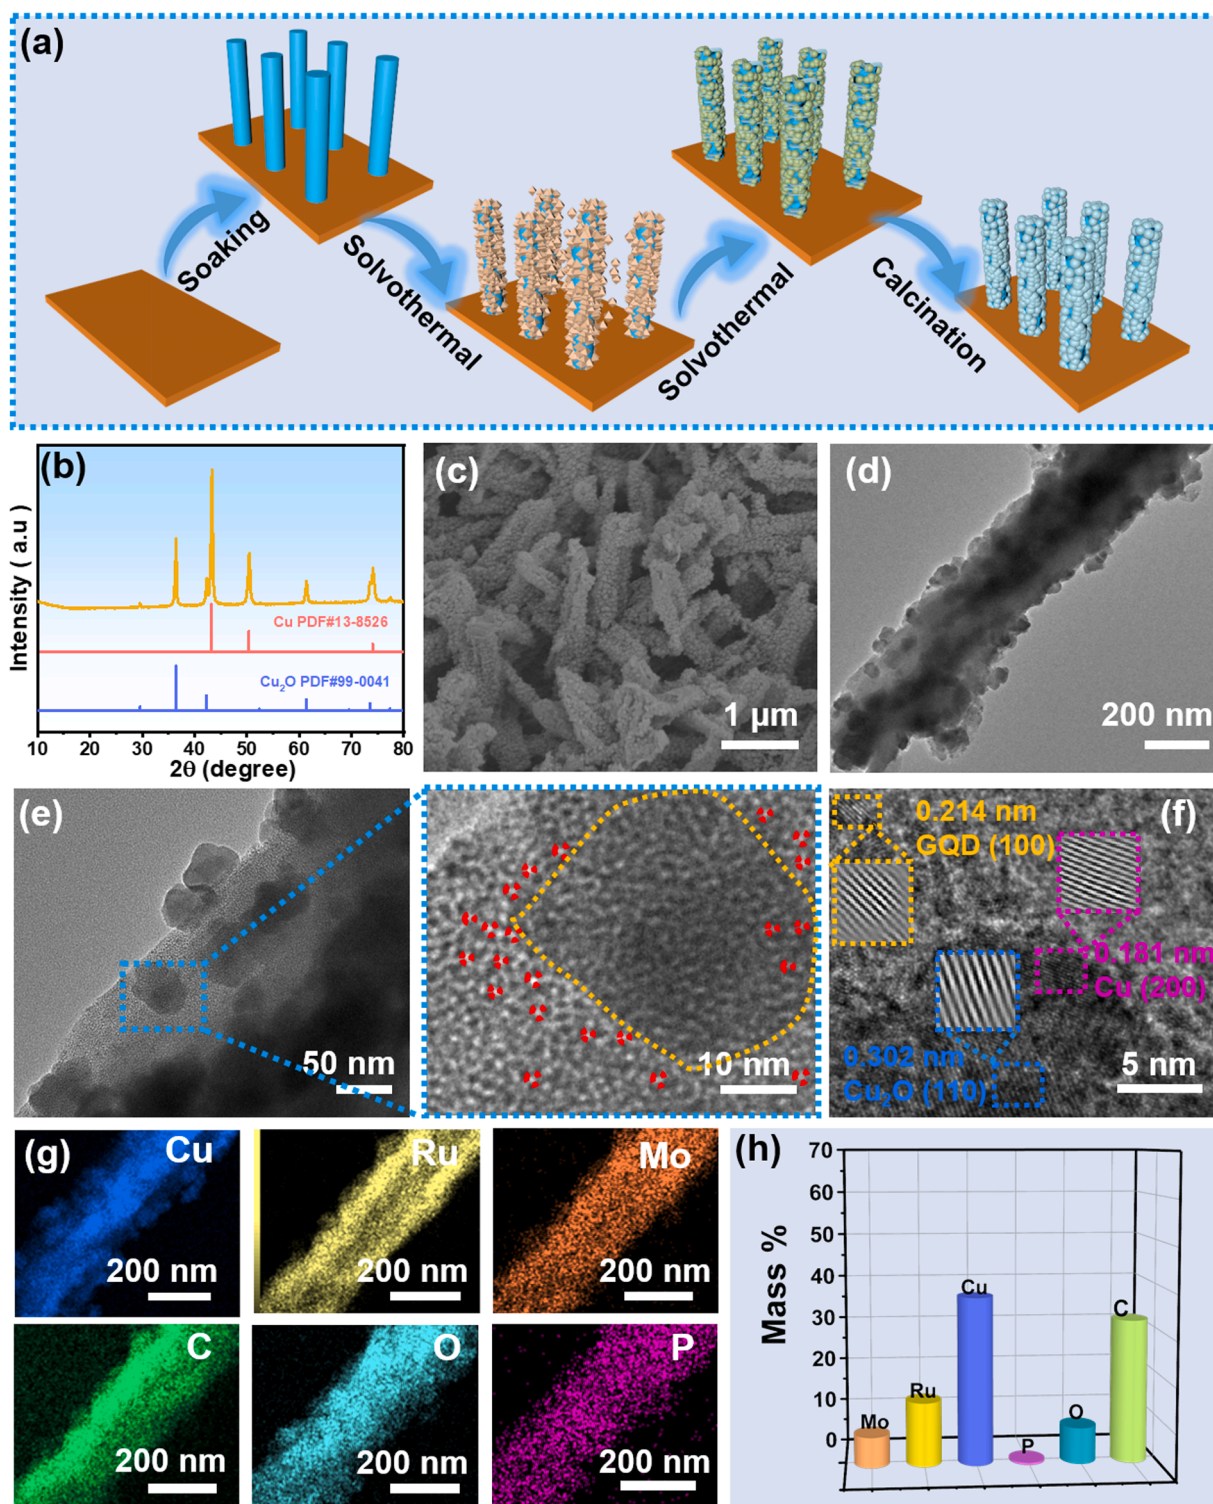 (a)
Soaking
Solvothermal
Solvothermal
Calcination
(b)
Intensity ( a.u )
Cu PDF#13-8526
Cu₂O PDF#99-0041
10 20 30 40 50 60 70 80
2θ (degree)
(c)
1 μm
(d)
200 nm
(e)
50 nm
10 nm
(f)
0.214 nm
GQD (100)
0.181 nm
Cu (200)
0.302 nm
Cu₂O (110)
5 nm
(g)
Cu
200 nm
Ru
200 nm
Mo
200 nm
C
200 nm
O
200 nm
P
200 nm
(h)
Mass %
70
60
50
40
30
20
10
0
Mo
Ru
Cu
P
O
C